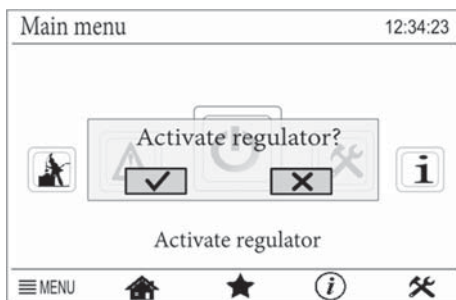 Main menu 12:34:23
Activate regulator?
Activate regulator
MENU